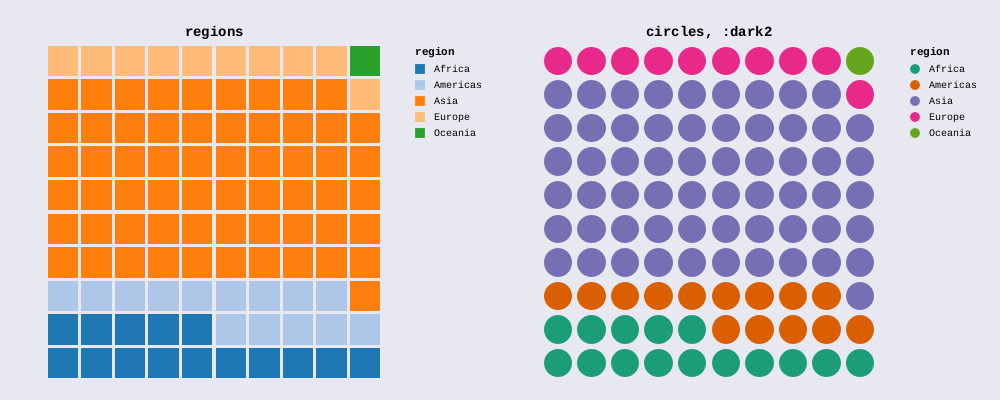 regions
region
Africa
Americas
Asia
Europe
Oceania
circles, :dark2
region
Africa
Americas
Asia
Europe
Oceania